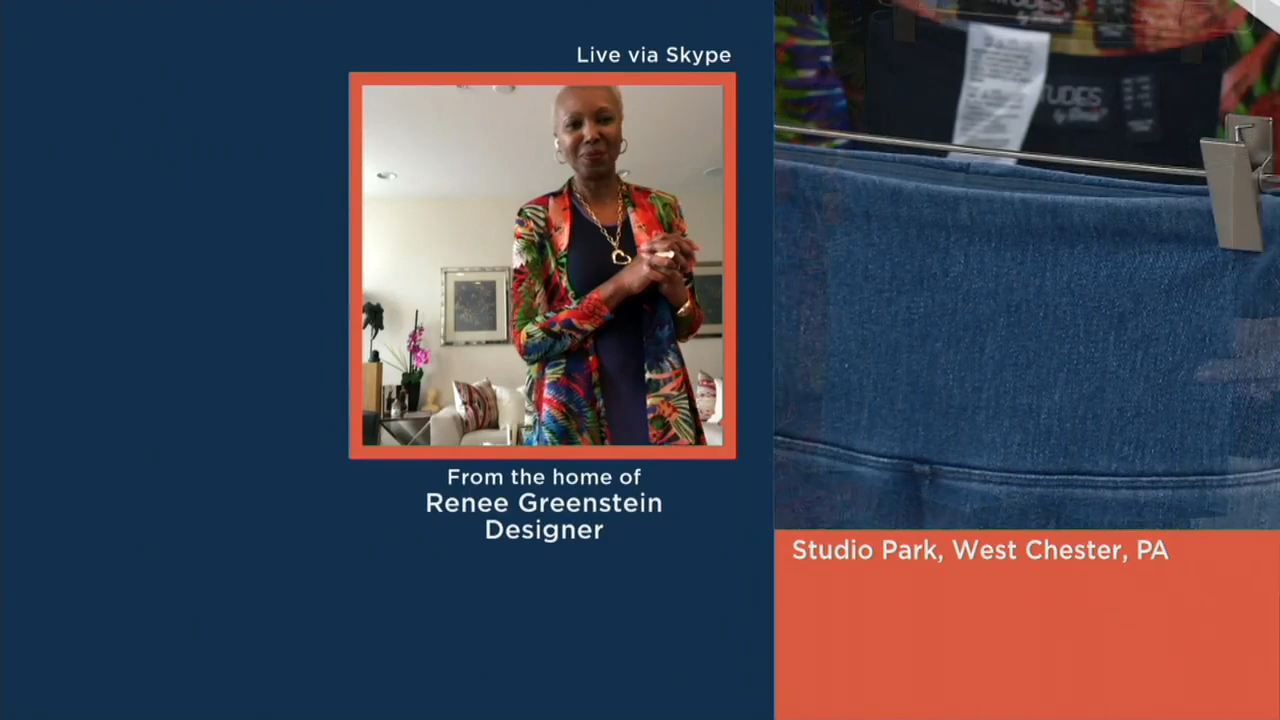 Live via Skype
From the home of
Renee Greenstein
Designer
Studio Park, West Chester, PA